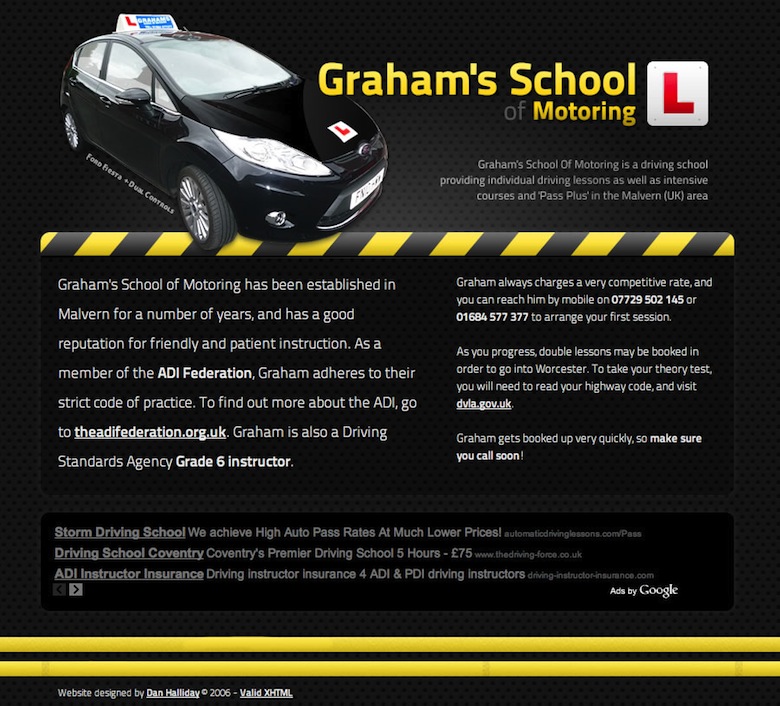 L GRAHAMS
L
Graham's School
of Motoring
L
Ford Fiesta + Dual Controls
Graham's School Of Motoring is a driving school
providing individual driving lessons as well as intensive
courses and 'Pass Plus' in the Malvern (UK) area
Graham's School of Motoring has been established in
Malvern for a number of years, and has a good
reputation for friendly and patient instruction. As a
member of the ADI Federation, Graham adheres to their
strict code of practice. To find out more about the ADI, go
to theadifederation.org.uk. Graham is also a Driving
Standards Agency Grade 6 instructor.
Graham always charges a very competitive rate, and
you can reach him by mobile on 07729 502 145 or
01684 577 377 to arrange your first session.
As you progress, double lessons may be booked in
order to go into Worcester. To take your theory test,
you will need to read your highway code, and visit
dvla.gov.uk.
Graham gets booked up very quickly, so make sure
you call soon!
Storm Driving School We achieve High Auto Pass Rates At Much Lower Prices! automaticdrivinglessons.com/Pass
Driving School Coventry Coventry's Premier Driving School 5 Hours - £75 www.thedriving-force.co.uk
ADI Instructor Insurance Driving instructor insurance 4 ADI & PDI driving instructors driving-instructor-insurance.com
Ads by Google
Website designed by Dan Halliday © 2006 - Valid XHTML